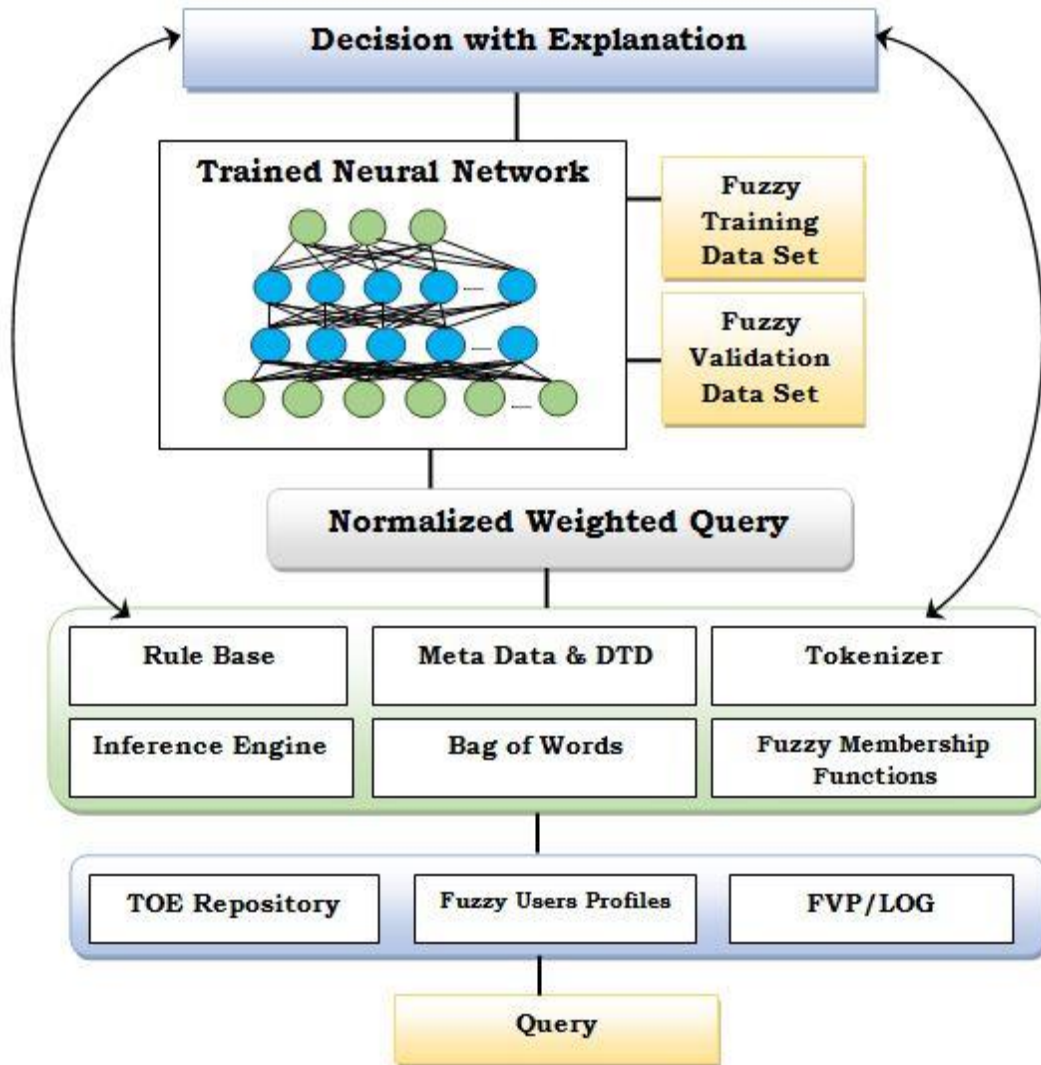 Decision with Explanation
Trained Neural Network
Fuzzy
Training
Data Set
Fuzzy
Validation
Data Set
Normalized Weighted Query
Rule Base
Meta Data & DTD
Tokenizer
Inference Engine
Bag of Words
Fuzzy Membership
Functions
TOE Repository
Fuzzy Users Profiles
FVP/LOG
Query